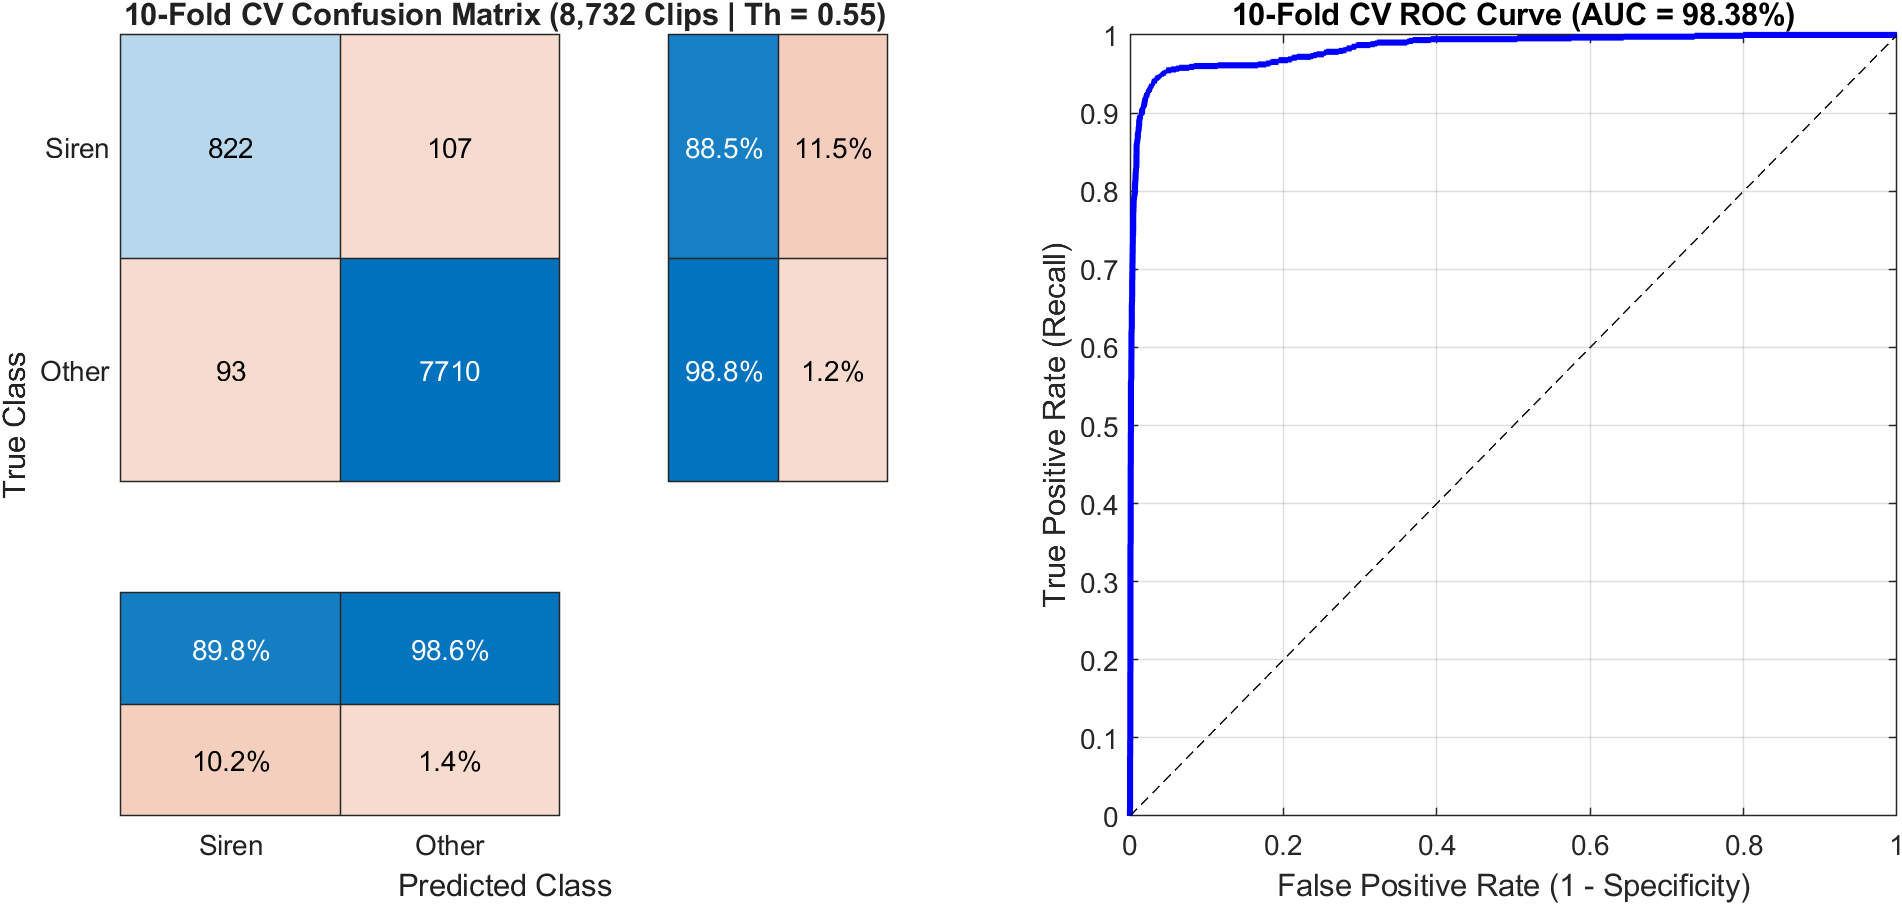 10-Fold CV Confusion Matrix (8,732 Clips | Th = 0.55)
True Class
Siren
822
107
88.5%
11.5%
Other
93
7710
98.8%
1.2%
89.8%
98.6%
10.2%
1.4%
Siren
Other
Predicted Class
10-Fold CV ROC Curve (AUC = 98.38%)
True Positive Rate (Recall)
1
0.9
0.8
0.7
0.6
0.5
0.4
0.3
0.2
0.1
0
0
0.2
0.4
0.6
0.8
1
False Positive Rate (1 - Specificity)